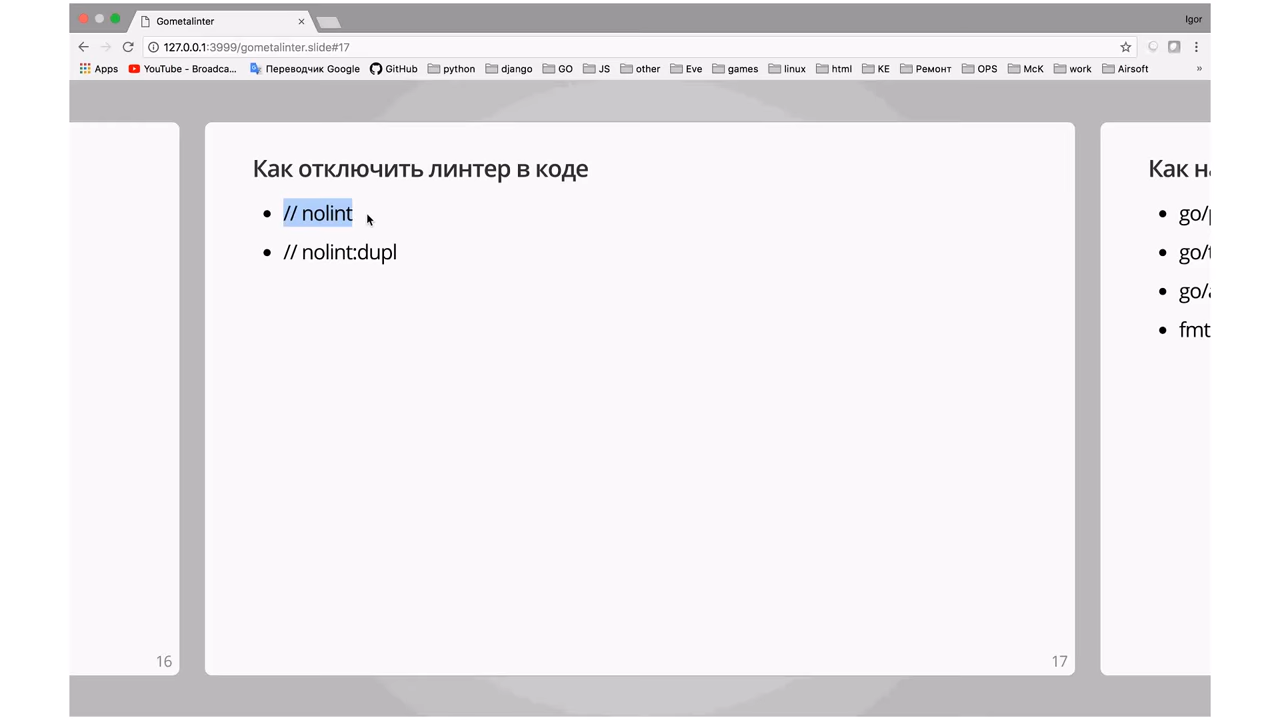 Gometalinter
Igor
127.0.0.1:3999/gometalinter.slide#17
Apps YouTube - Broadca... Переводчик Google GitHub python django GO JS other Eve games linux html KE Ремонт OPS McK work Airsoft »
Как отключить линтер в коде
// nolint
// nolint:dupl
16
17
Как
go/
go/
go/
fmt